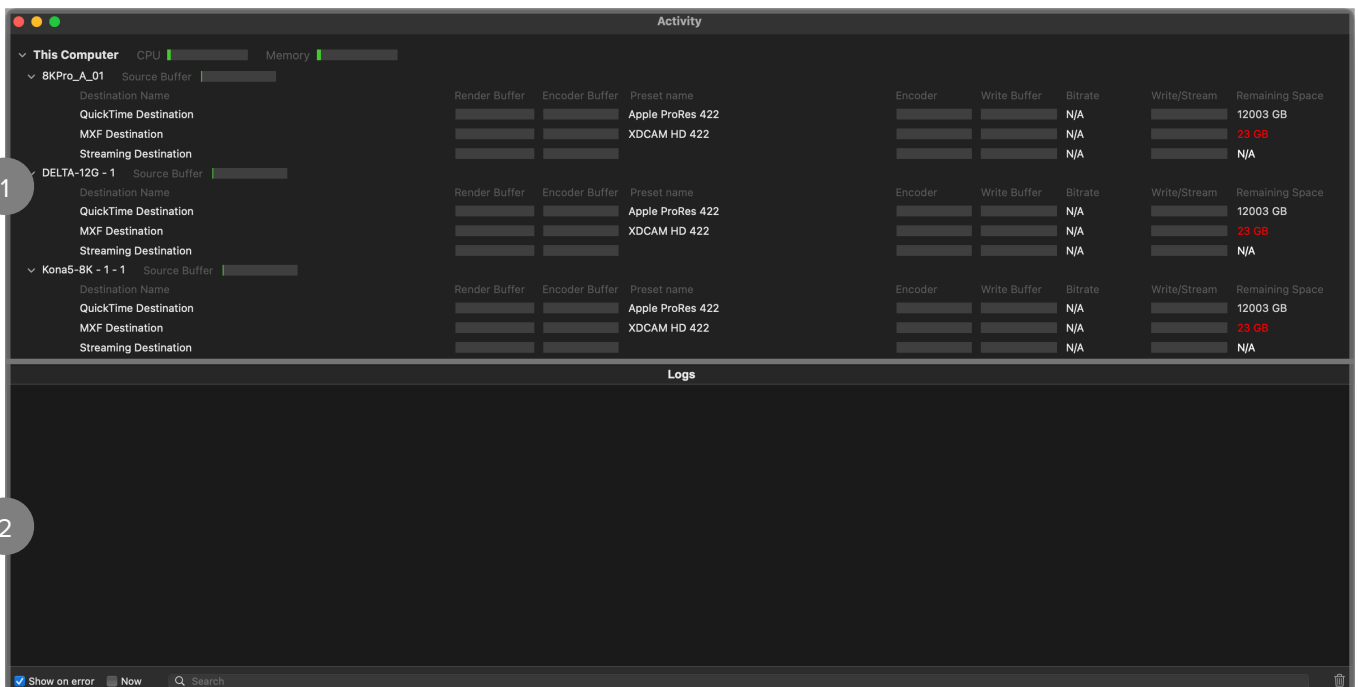 Activity
This Computer CPU Memory
8KPro_A_01 Source Buffer
Destination Name Render Buffer Encoder Buffer Preset name Encoder Write Buffer Bitrate Write/Stream Remaining Space
QuickTime Destination Apple ProRes 422 N/A 12003 GB
MXF Destination XDCAM HD 422 N/A 23 GB
Streaming Destination N/A N/A
1 DELTA-12G - 1 Source Buffer
Destination Name Render Buffer Encoder Buffer Preset name Encoder Write Buffer Bitrate Write/Stream Remaining Space
QuickTime Destination Apple ProRes 422 N/A 12003 GB
MXF Destination XDCAM HD 422 N/A 23 GB
Streaming Destination N/A N/A
Kona5-8K - 1 - 1 Source Buffer
Destination Name Render Buffer Encoder Buffer Preset name Encoder Write Buffer Bitrate Write/Stream Remaining Space
QuickTime Destination Apple ProRes 422 N/A 12003 GB
MXF Destination XDCAM HD 422 N/A 23 GB
Streaming Destination N/A N/A
Logs
2
Show on error Now Search